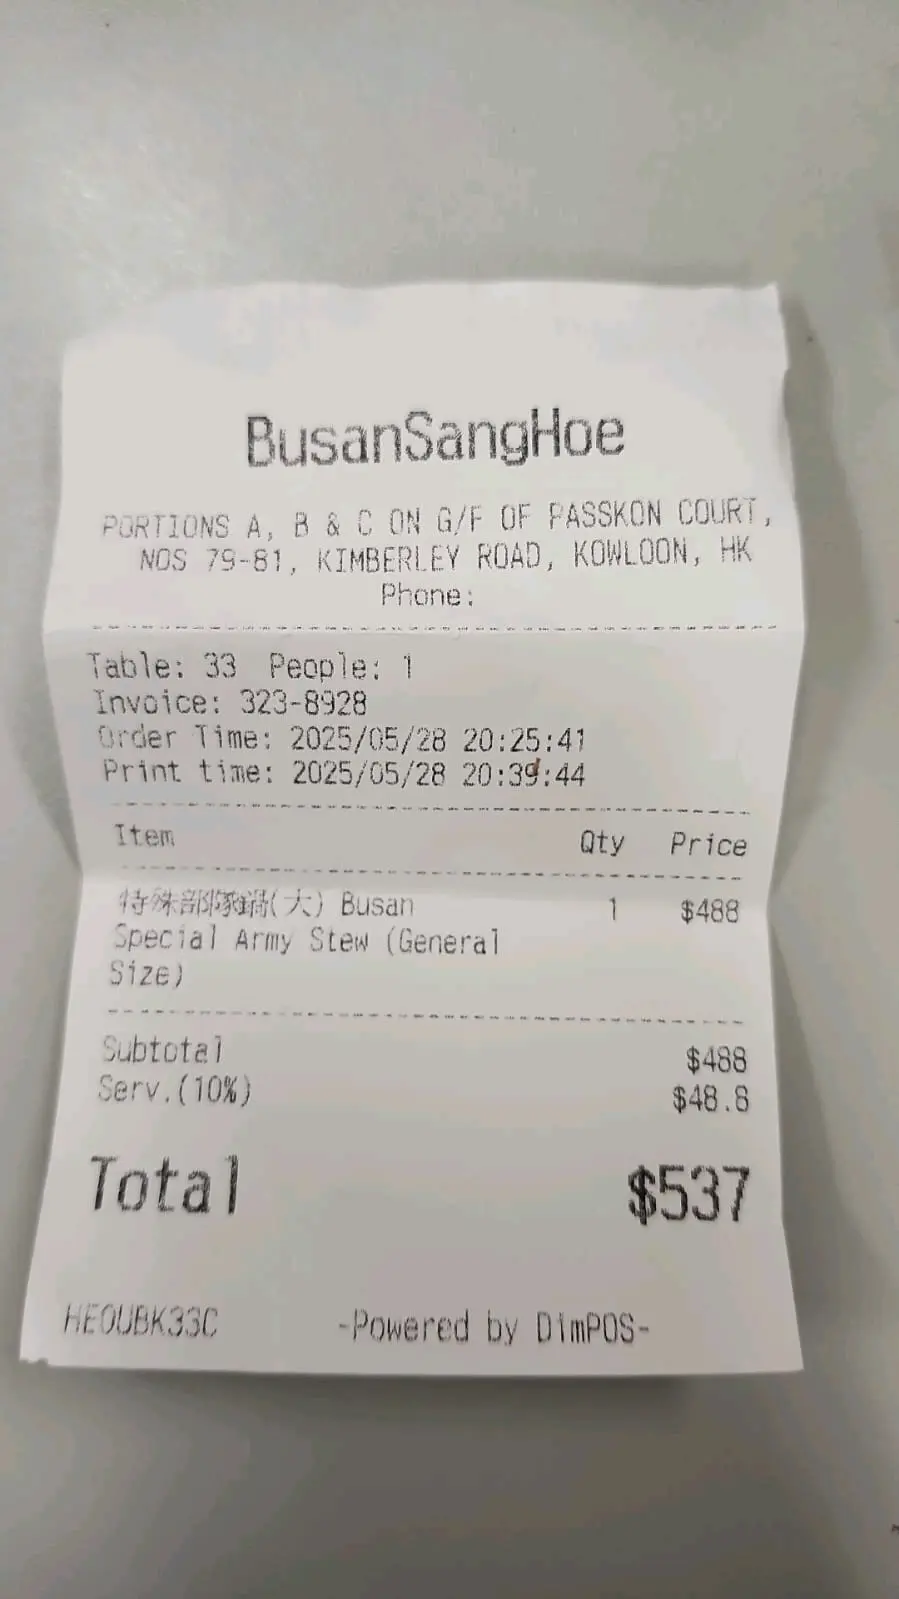 BusanSangHoe
PORTIONS A, B & C ON G/F OF PASSKON COURT,
NOS 79-81, KIMBERLEY ROAD, KOWLOON, HK
Phone:
Table: 33 People: 1
Invoice: 323-8928
Order Time: 2025/05/28 20:25:41
Print time: 2025/05/28 20:39:44
Item Qty Price
特殊部隊鍋(大) Busan 1 $488
Special Army Stew (General
Size)
Subtotal $488
Serv.(10%) $48.8
Total $537
HEOUBK33C -Powered by DimPOS-